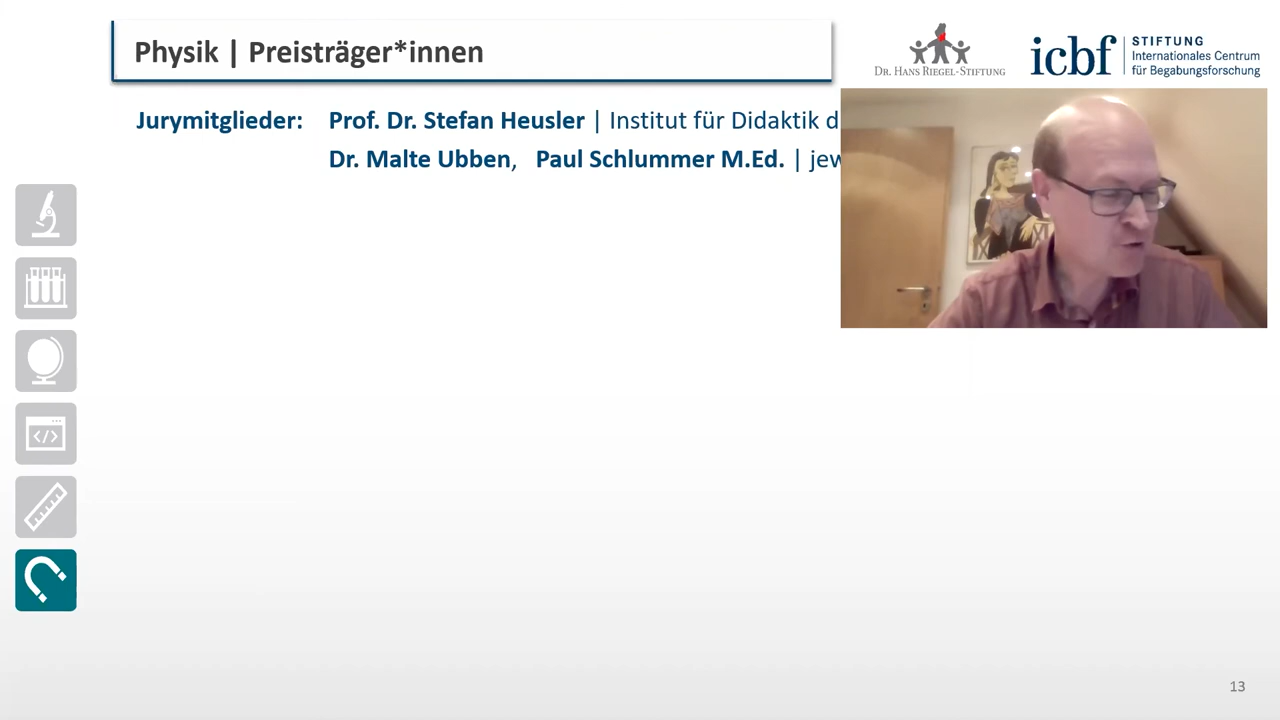 Physik | Preisträger*innen
DR. HANS RIEGEL-STIFTUNG
icbf
STIFTUNG
Internationales Centrum
für Begabungsforschung
Jurymitglieder: Prof. Dr. Stefan Heusler | Institut für Didaktik d
Dr. Malte Ubben, Paul Schlummer M.Ed. | jew
</>
13